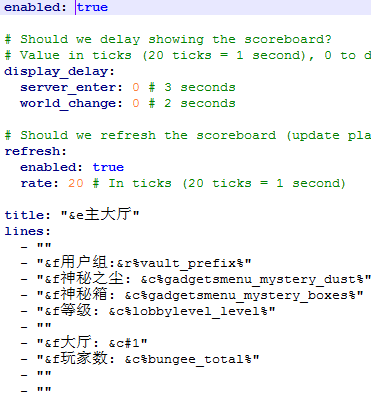 enabled: true
# Should we delay showing the scoreboard?
# Value in ticks (20 ticks = 1 second), 0 to d
display_delay:
server_enter: 0 # 3 seconds
world_change: 0 # 2 seconds
# Should we refresh the scoreboard (update pla
refresh:
enabled: true
rate: 20 # In ticks (20 ticks = 1 second)
title: "&e主大厅"
lines:
- ""
- "&f用户组:&r%vault_prefix%"
- "&f神秘之尘: &c%gadgetsmenu_mystery_dust%"
- "&f神秘箱: &c%gadgetsmenu_mystery_boxes%"
- "&f等级: &c%lobbylevel_level%"
- ""
- "&f大厅: &c#1"
- "&f玩家数: &c%bungee_total%"
- ""
- ""